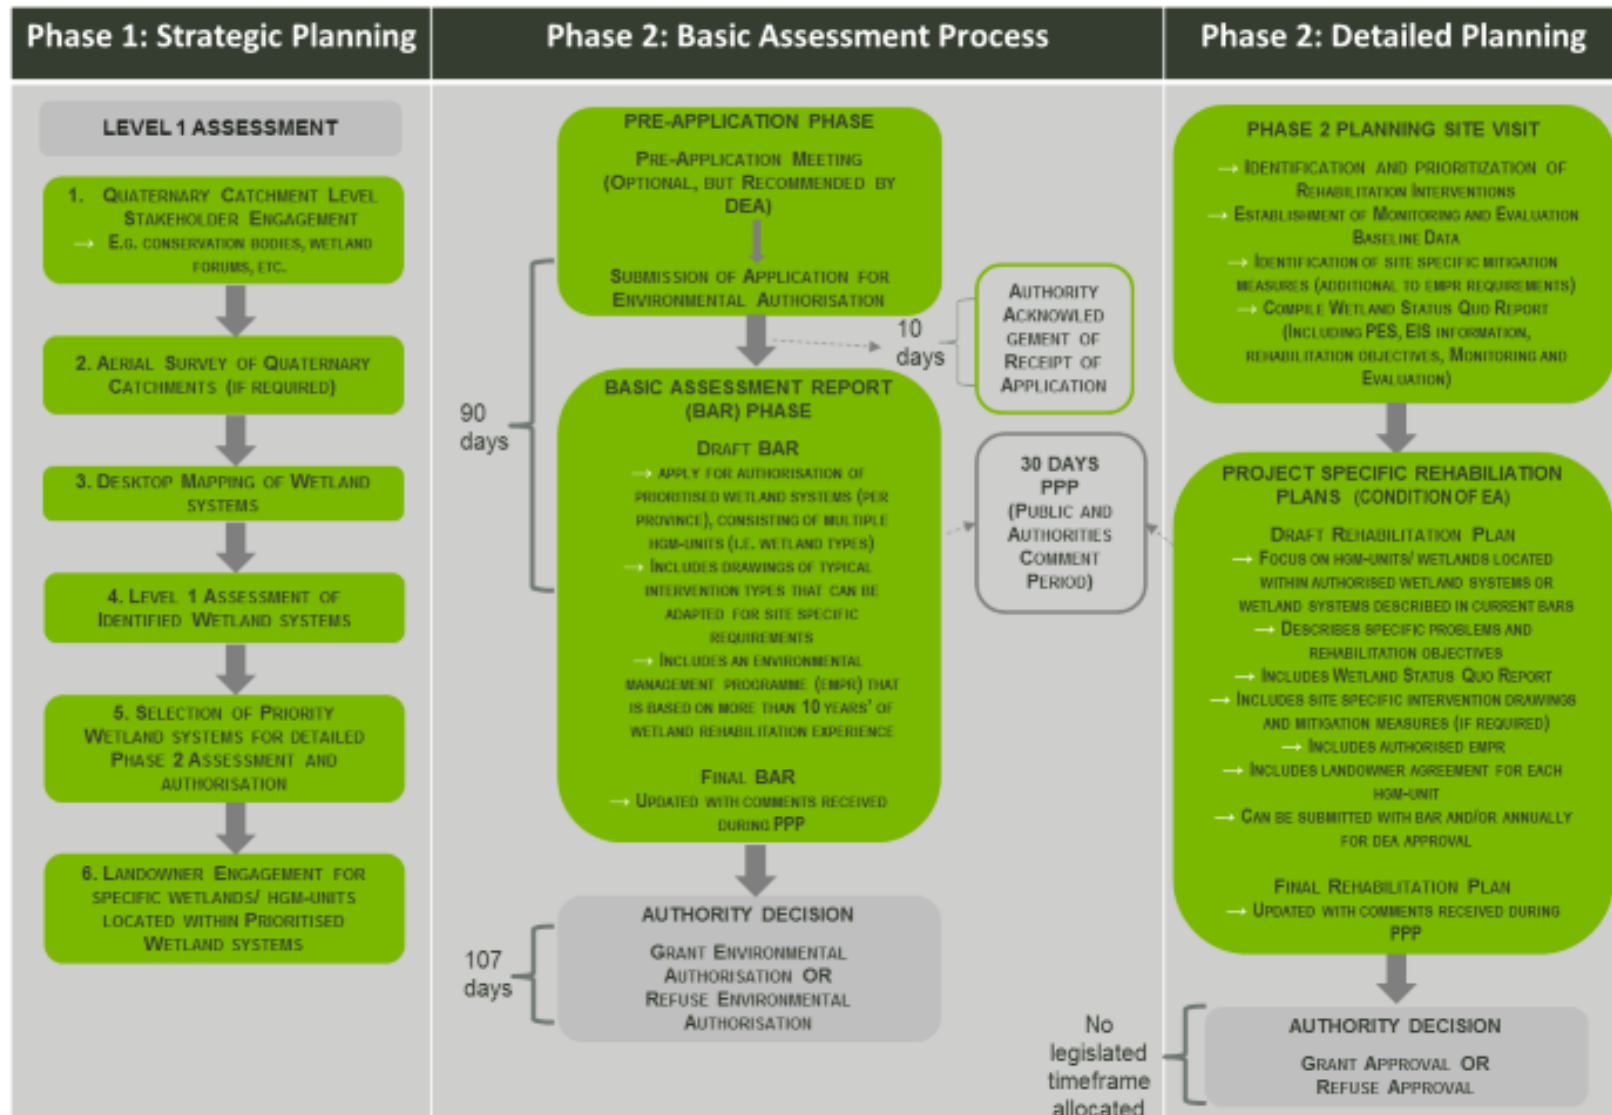 Phase 1: Strategic Planning
Phase 2: Basic Assessment Process
Phase 2: Detailed Planning
LEVEL 1 ASSESSMENT
1. QUATERNARY CATCHMENT LEVEL
STAKEHOLDER ENGAGEMENT
→ E.G. CONSERVATION BODIES, WETLAND
FORUMS, ETC.
2. AERIAL SURVEY OF QUATERNARY
CATCHMENTS (IF REQUIRED)
3. DESKTOP MAPPING OF WETLAND
SYSTEMS
4. LEVEL 1 ASSESSMENT OF
IDENTIFIED WETLAND SYSTEMS
5. SELECTION OF PRIORITY
WETLAND SYSTEMS FOR DETAILED
PHASE 2 ASSESSMENT AND
AUTHORISATION
6. LANDOWNER ENGAGEMENT FOR
SPECIFIC WETLANDS/ HGM-UNITS
LOCATED WITHIN PRIORITISED
WETLAND SYSTEMS
PRE-APPLICATION PHASE
PRE-APPLICATION MEETING
(OPTIONAL, BUT RECOMMENDED BY
DEA)
SUBMISSION OF APPLICATION FOR
ENVIRONMENTAL AUTHORISATION
10
days
AUTHORITY
ACKNOWLED
GEMENT OF
RECEIPT OF
APPLICATION
90
days
BASIC ASSESSMENT REPORT
(BAR) PHASE
DRAFT BAR
→ APPLY FOR AUTHORISATION OF
PRIORITISED WETLAND SYSTEMS (PER
PROVINCE), CONSISTING OF MULTIPLE
HGM-UNITS (I.E. WETLAND TYPES)
→ INCLUDES DRAWINGS OF TYPICAL
INTERVENTION TYPES THAT CAN BE
ADAPTED FOR SITE SPECIFIC
REQUIREMENTS
→ INCLUDES AN ENVIRONMENTAL
MANAGEMENT PROGRAMME (EMPR) THAT
IS BASED ON MORE THAN 10 YEARS' OF
WETLAND REHABILITATION EXPERIENCE
FINAL BAR
→ UPDATED WITH COMMENTS RECEIVED
DURING PPP
30 DAYS
PPP
(PUBLIC AND
AUTHORITIES
COMMENT
PERIOD)
107
days
AUTHORITY DECISION
GRANT ENVIRONMENTAL
AUTHORISATION OR
REFUSE ENVIRONMENTAL
AUTHORISATION
PHASE 2 PLANNING SITE VISIT
→ IDENTIFICATION AND PRIORITIZATION OF
REHABILITATION INTERVENTIONS
→ ESTABLISHMENT OF MONITORING AND EVALUATION
BASELINE DATA
→ IDENTIFICATION OF SITE SPECIFIC MITIGATION
MEASURES (ADDITIONAL TO EMPR REQUIREMENTS)
→ COMPILE WETLAND STATUS QUO REPORT
(INCLUDING PES, EIS INFORMATION,
REHABILITATION OBJECTIVES, MONITORING AND
EVALUATION)
PROJECT SPECIFIC REHABILIATION
PLANS (CONDITION OF EA)
DRAFT REHABILITATION PLAN
→ FOCUS ON HGM-UNITS/ WETLANDS LOCATED
WITHIN AUTHORISED WETLAND SYSTEMS OR
WETLAND SYSTEMS DESCRIBED IN CURRENT BARS
→ DESCRIBES SPECIFIC PROBLEMS AND
REHABILITATION OBJECTIVES
→ INCLUDES WETLAND STATUS QUO REPORT
→ INCLUDES SITE SPECIFIC INTERVENTION DRAWINGS
AND MITIGATION MEASURES (IF REQUIRED)
→ INCLUDES AUTHORISED EMPR
→ INCLUDES LANDOWNER AGREEMENT FOR EACH
HGM-UNIT
→ CAN BE SUBMITTED WITH BAR AND/OR ANNUALLY
FOR DEA APPROVAL
FINAL REHABILITATION PLAN
→ UPDATED WITH COMMENTS RECEIVED DURING
PPP
No
legislated
timeframe
allocated
AUTHORITY DECISION
GRANT APPROVAL OR
REFUSE APPROVAL